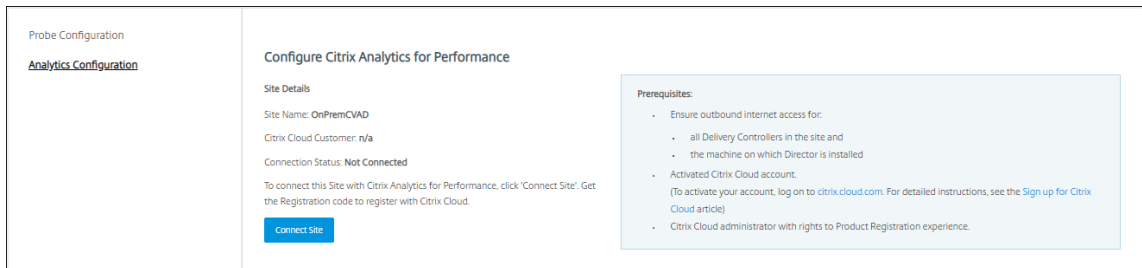 Probe Configuration
Analytics Configuration
Configure Citrix Analytics for Performance
Site Details
Site Name: OnPremCVAD
Citrix Cloud Customer: n/a
Connection Status: Not Connected
To connect this Site with Citrix Analytics for Performance, click 'Connect Site'. Get
the Registration code to register with Citrix Cloud.
Connect Site
Prerequisites:
• Ensure outbound internet access for:
• all Delivery Controllers in the site and
• the machine on which Director is installed
• Activated Citrix Cloud account.
(To activate your account, log on to citrix.cloud.com. For detailed instructions, see the Sign up for Citrix
Cloud article)
• Citrix Cloud administrator with rights to Product Registration experience.